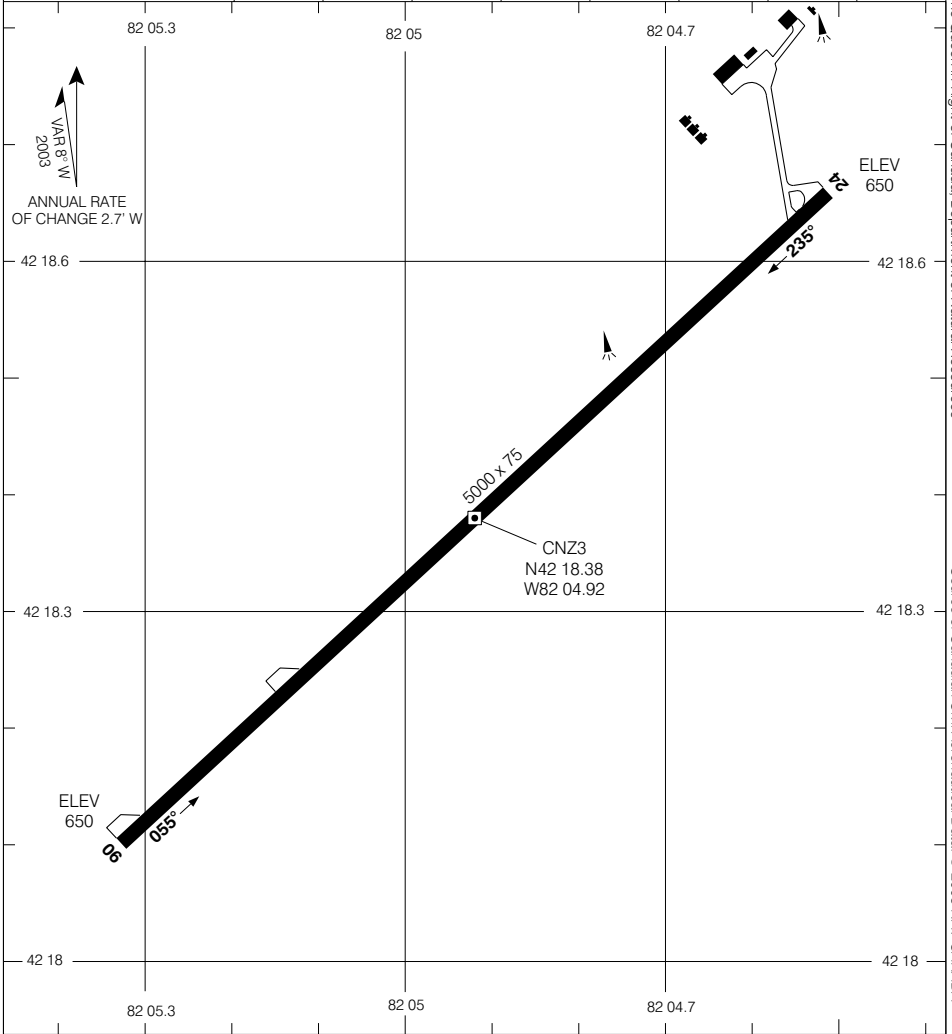 82 05.3
82 05
82 04.7
VAR 8° W
2003
ANNUAL RATE
OF CHANGE 2.7' W
24
ELEV
650
235°
42 18.6
42 18.6
5000 x 75
CNZ3
N42 18.38
W82 04.92
42 18.3
42 18.3
ELEV
650
055°
06
42 18
42 18
82 05.3
82 05
82 04.7